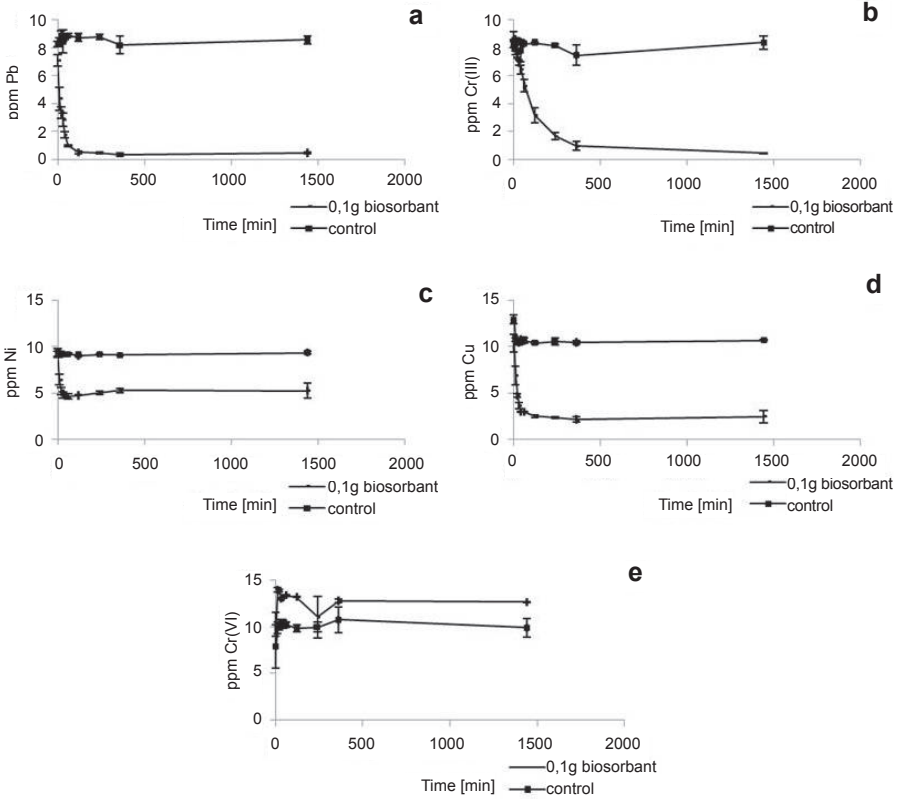 a
10
8
6
4
2
0
ppm Pb
0 500 1000 1500 2000
Time [min]
0,1g biosorbant
control
b
10
8
6
4
2
0
ppm Cr(III)
0 500 1000 1500 2000
Time [min]
0,1g biosorbant
control
c
15
10
5
0
ppm Ni
0 500 1000 1500 2000
Time [min]
0,1g biosorbant
control
d
15
10
5
0
ppm Cu
0 500 1000 1500 2000
Time [min]
0,1g biosorbant
control
e
15
10
5
0
ppm Cr(VI)
0 500 1000 1500 2000
Time [min]
0,1g biosorbant
control